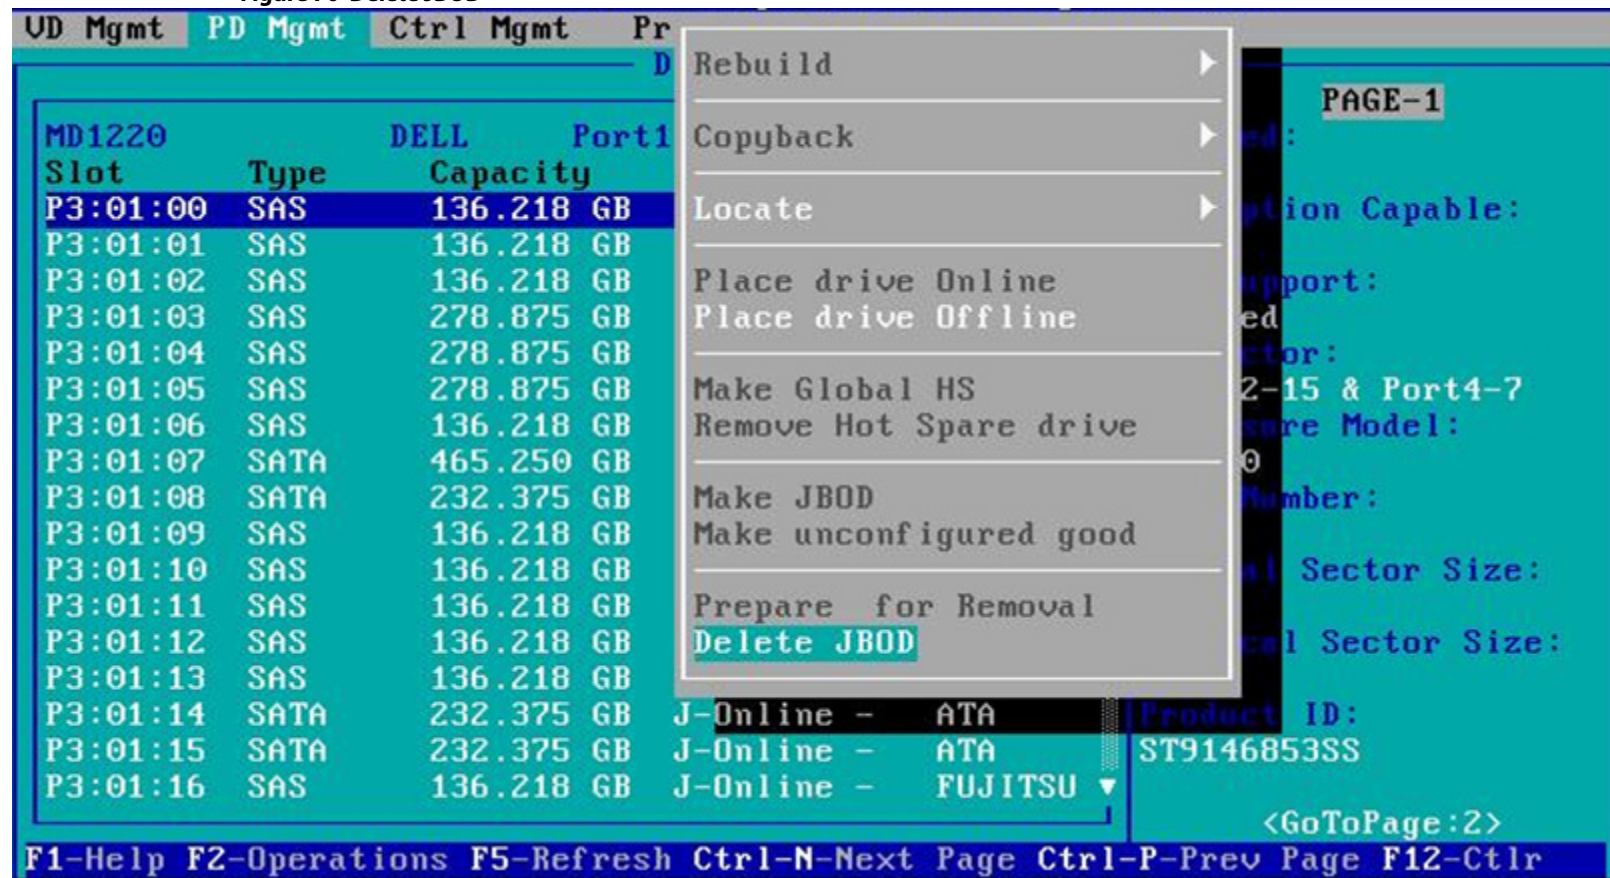 VD Mgmt PD Mgmt Ctrl Mgmt Pr
D
PAGE-1
MD1220 DELL Port1
Slot Type Capacity
P3:01:00 SAS 136.218 GB
P3:01:01 SAS 136.218 GB
P3:01:02 SAS 136.218 GB
P3:01:03 SAS 278.875 GB
P3:01:04 SAS 278.875 GB
P3:01:05 SAS 278.875 GB
P3:01:06 SAS 136.218 GB
P3:01:07 SATA 465.250 GB
P3:01:08 SATA 232.375 GB
P3:01:09 SAS 136.218 GB
P3:01:10 SAS 136.218 GB
P3:01:11 SAS 136.218 GB
P3:01:12 SAS 136.218 GB
P3:01:13 SAS 136.218 GB
P3:01:14 SATA 232.375 GB J-Online - ATA
P3:01:15 SATA 232.375 GB J-Online - ATA
P3:01:16 SAS 136.218 GB J-Online - FUJITSU
Rebuild
Copyback
Locate
Place drive Online
Place drive Offline
Make Global HS
Remove Hot Spare drive
Make JBOD
Make unconfigured good
Prepare for Removal
Delete JBOD
ed:
ption Capable:
pport:
ed
ctor:
2-15 & Port4-7
sure Model:
0
Number:
al Sector Size:
cal Sector Size:
Product ID:
ST9146853SS
<GoToPage:2>
F1-Help F2-Operations F5-Refresh Ctrl-N-Next Page Ctrl-P-Prev Page F12-Ctlr